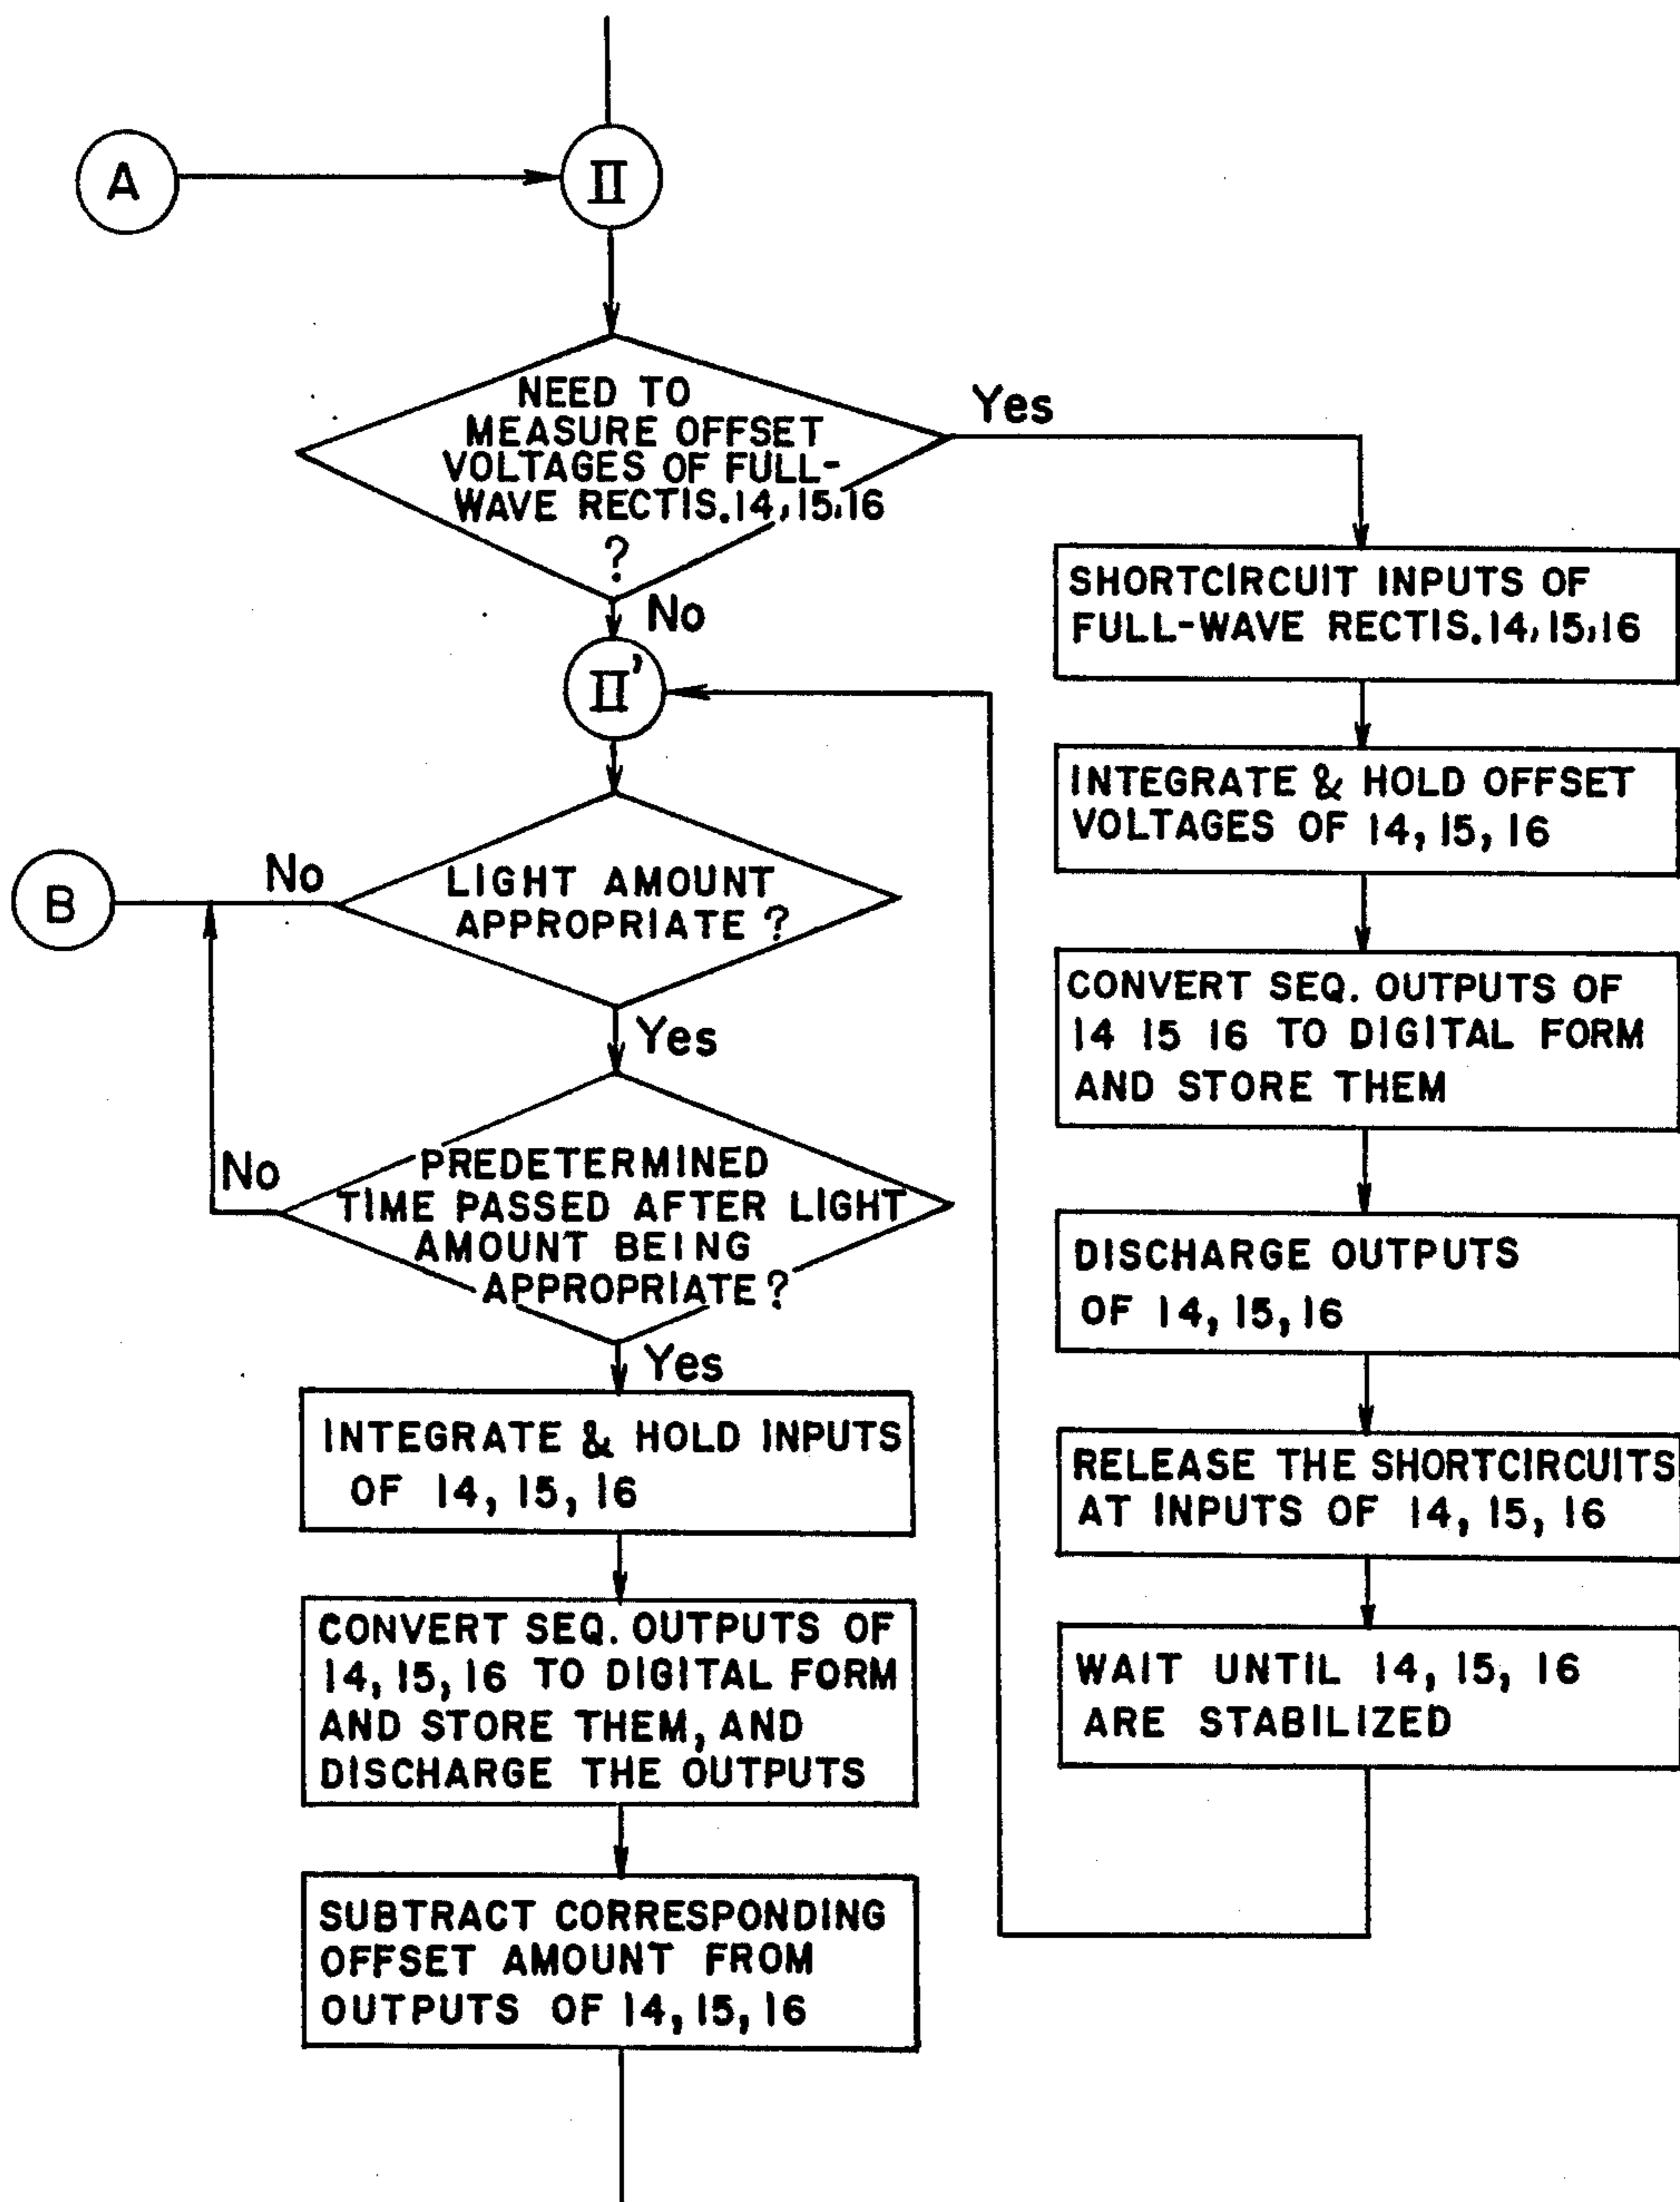 A
II
NEED TO
MEASURE OFFSET
VOLTAGES OF FULL-
WAVE RECTIS.14,15,16
?
Yes
No
II'
LIGHT AMOUNT
APPROPRIATE ?
No
B
Yes
PREDETERMINED
TIME PASSED AFTER LIGHT
AMOUNT BEING
APPROPRIATE ?
No
Yes
INTEGRATE & HOLD INPUTS
OF 14, 15, 16
CONVERT SEQ. OUTPUTS OF
14, 15, 16 TO DIGITAL FORM
AND STORE THEM, AND
DISCHARGE THE OUTPUTS
SUBTRACT CORRESPONDING
OFFSET AMOUNT FROM
OUTPUTS OF 14, 15, 16
SHORTCIRCUIT INPUTS OF
FULL-WAVE RECTIS.14,15,16
INTEGRATE & HOLD OFFSET
VOLTAGES OF 14, 15, 16
CONVERT SEQ. OUTPUTS OF
14 15 16 TO DIGITAL FORM
AND STORE THEM
DISCHARGE OUTPUTS
OF 14, 15, 16
RELEASE THE SHORTCIRCUITS
AT INPUTS OF 14, 15, 16
WAIT UNTIL 14, 15, 16
ARE STABILIZED